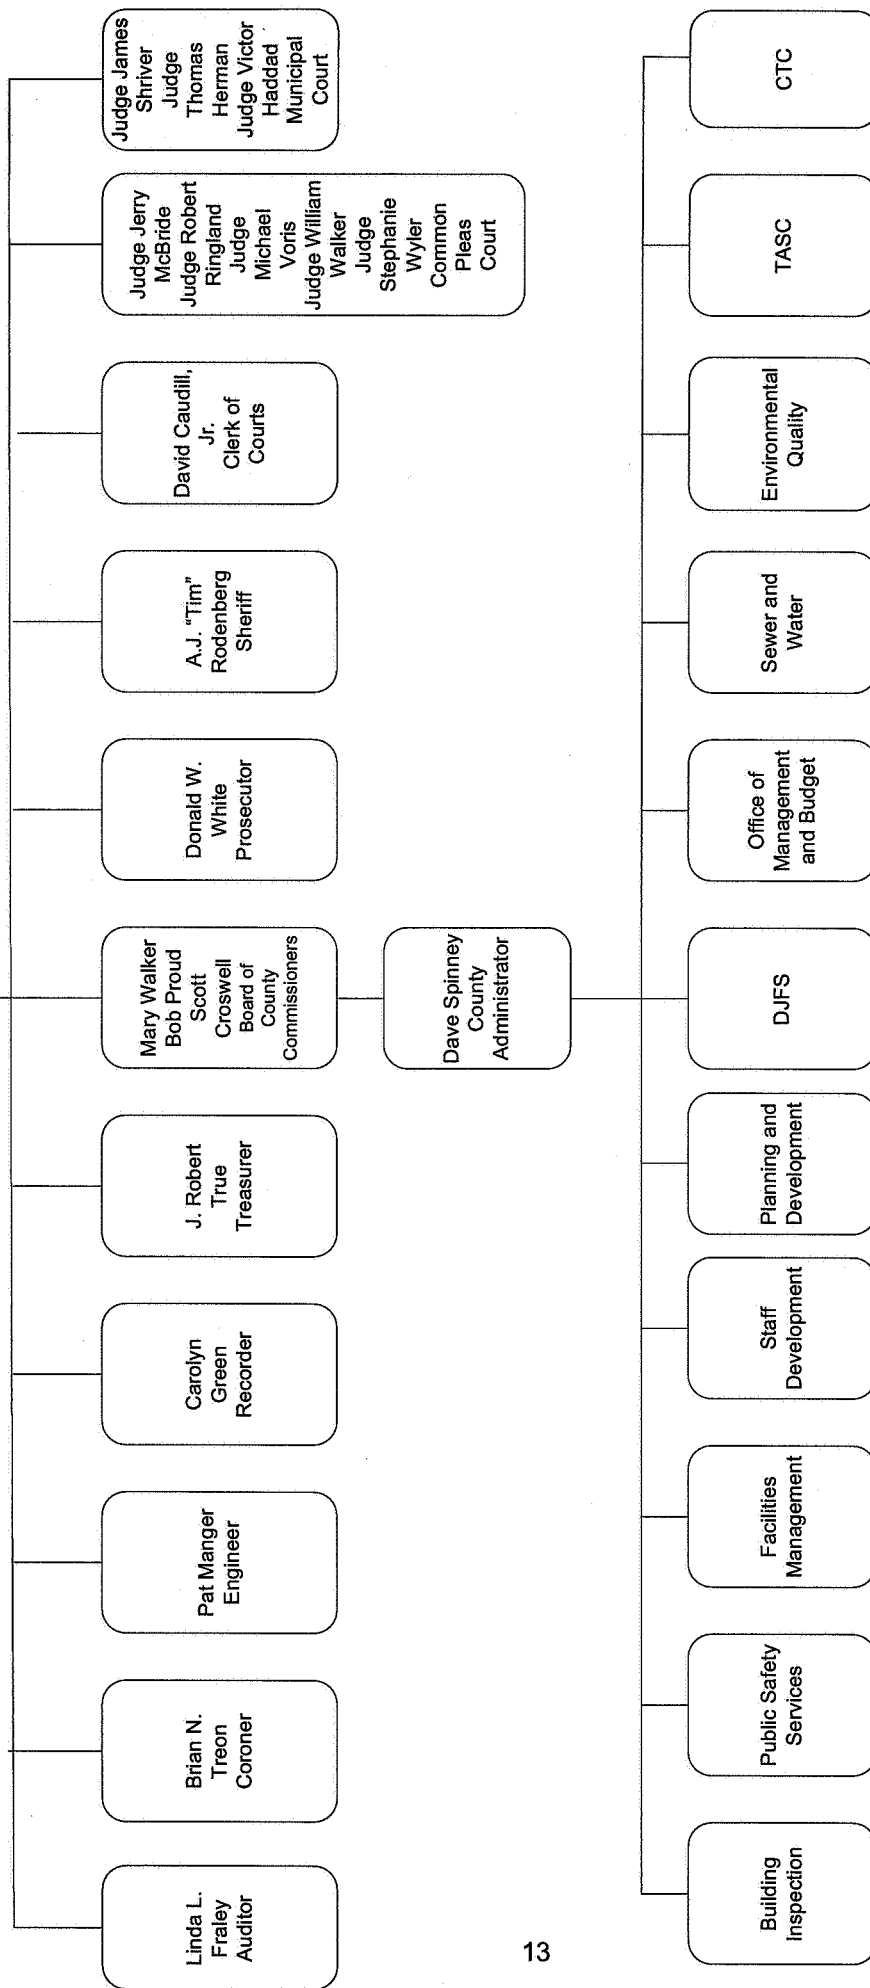 Linda L.
Fraley
Auditor
Brian N.
Treon
Coroner
Pat Manger
Engineer
Carolyn
Green
Recorder
J. Robert
True
Treasurer
Mary Walker
Bob Proud
Scott
Croswell
Board of
County
Commissioners
Donald W.
White
Prosecutor
A.J. "Tim"
Rodenberg
Sheriff
David Caudill,
Jr.
Clerk of
Courts
Judge Jerry
McBride
Judge Robert
Ringland
Judge
Michael
Voris
Judge William
Walker
Judge
Stephanie
Wyler
Common
Pleas
Court
Judge James
Shriver
Judge
Thomas
Herman
Judge Victor
Haddad
Municipal
Court
Dave Spinney
County
Administrator
Building
Inspection
Public Safety
Services
Facilities
Management
Staff
Development
Planning and
Development
DJFS
Office of
Management
and Budget
Sewer and
Water
Environmental
Quality
TASC
CTC
13